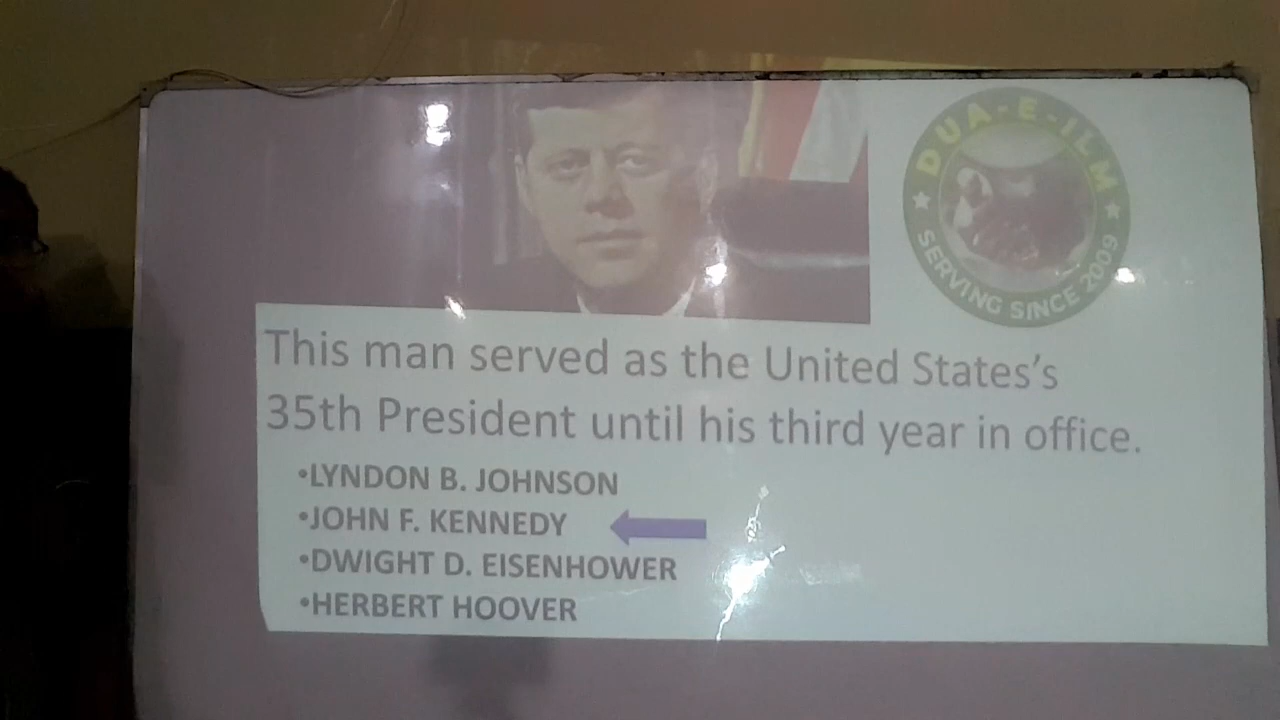 DUA-E-ILM
SERVING SINCE 2009
This man served as the United States's
35th President until his third year in office.
•LYNDON B. JOHNSON
•JOHN F. KENNEDY
•DWIGHT D. EISENHOWER
•HERBERT HOOVER